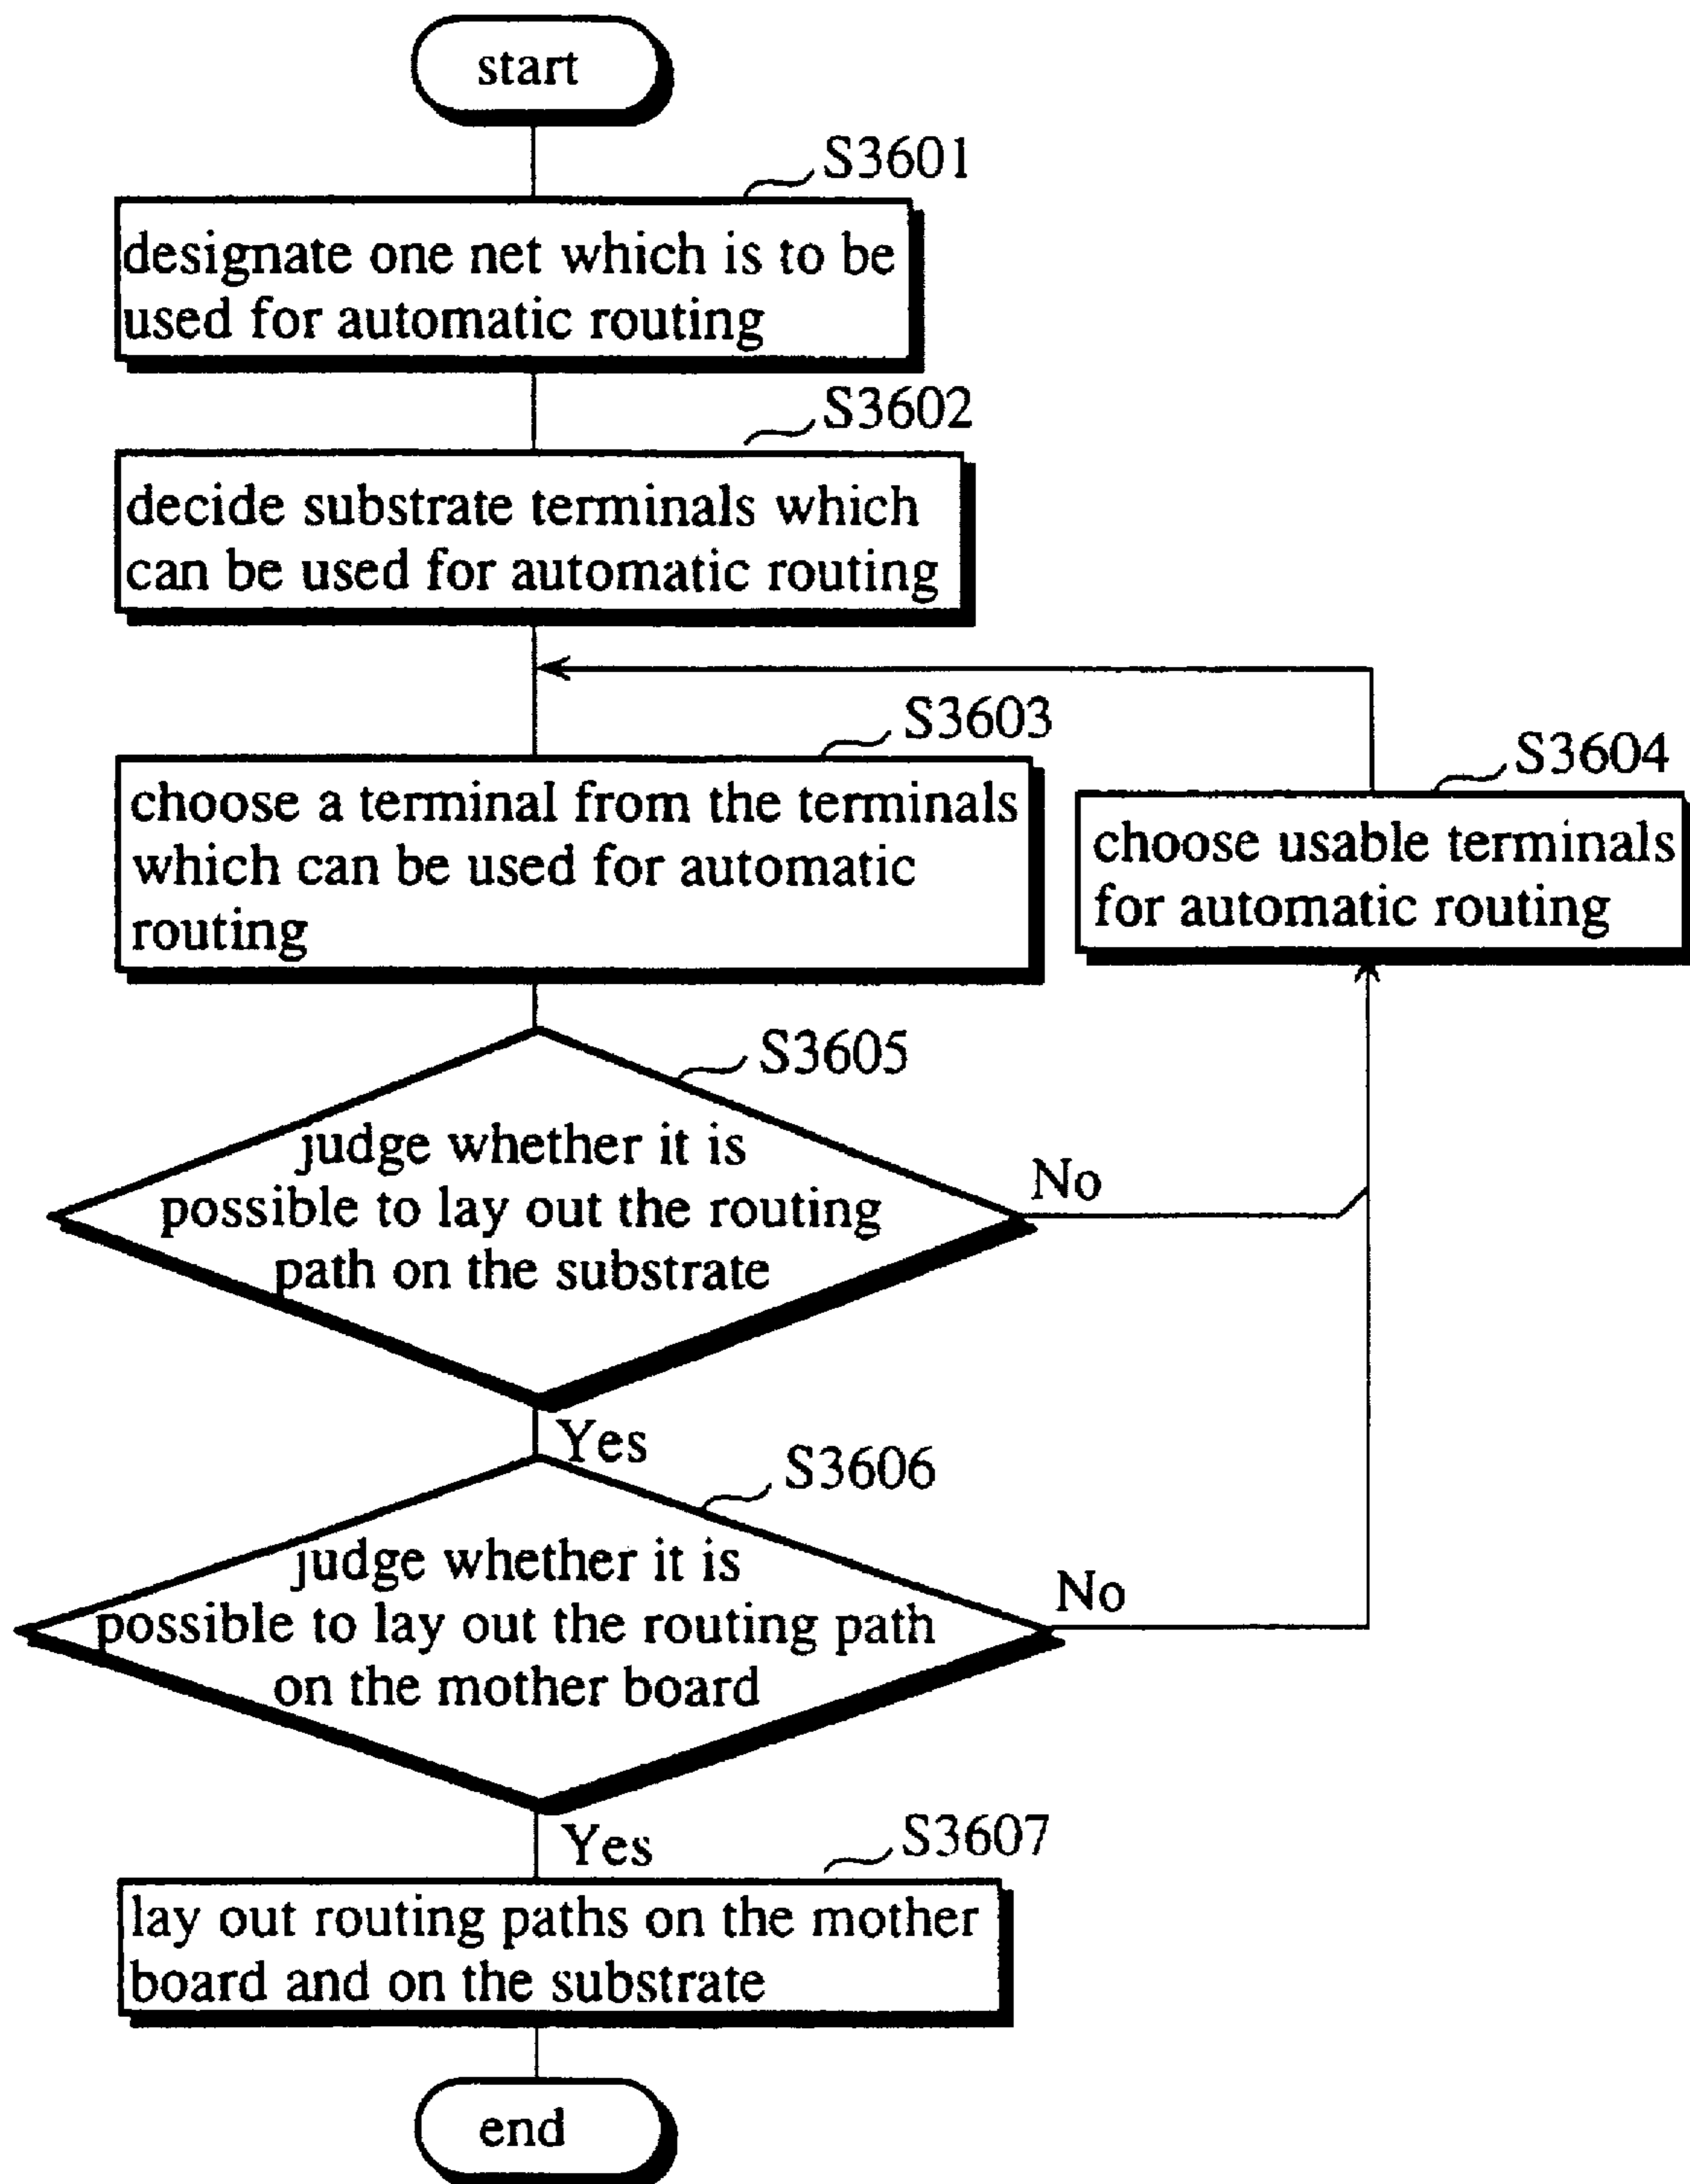 start
S3601
designate one net which is to be
used for automatic routing
S3602
decide substrate terminals which
can be used for automatic routing
S3603
choose a terminal from the terminals
which can be used for automatic
routing
S3604
choose usable terminals
for automatic routing
S3605
judge whether it is
possible to lay out the routing
path on the substrate
No
Yes
S3606
judge whether it is
possible to lay out the routing path
on the mother board
No
Yes
S3607
lay out routing paths on the mother
board and on the substrate
end